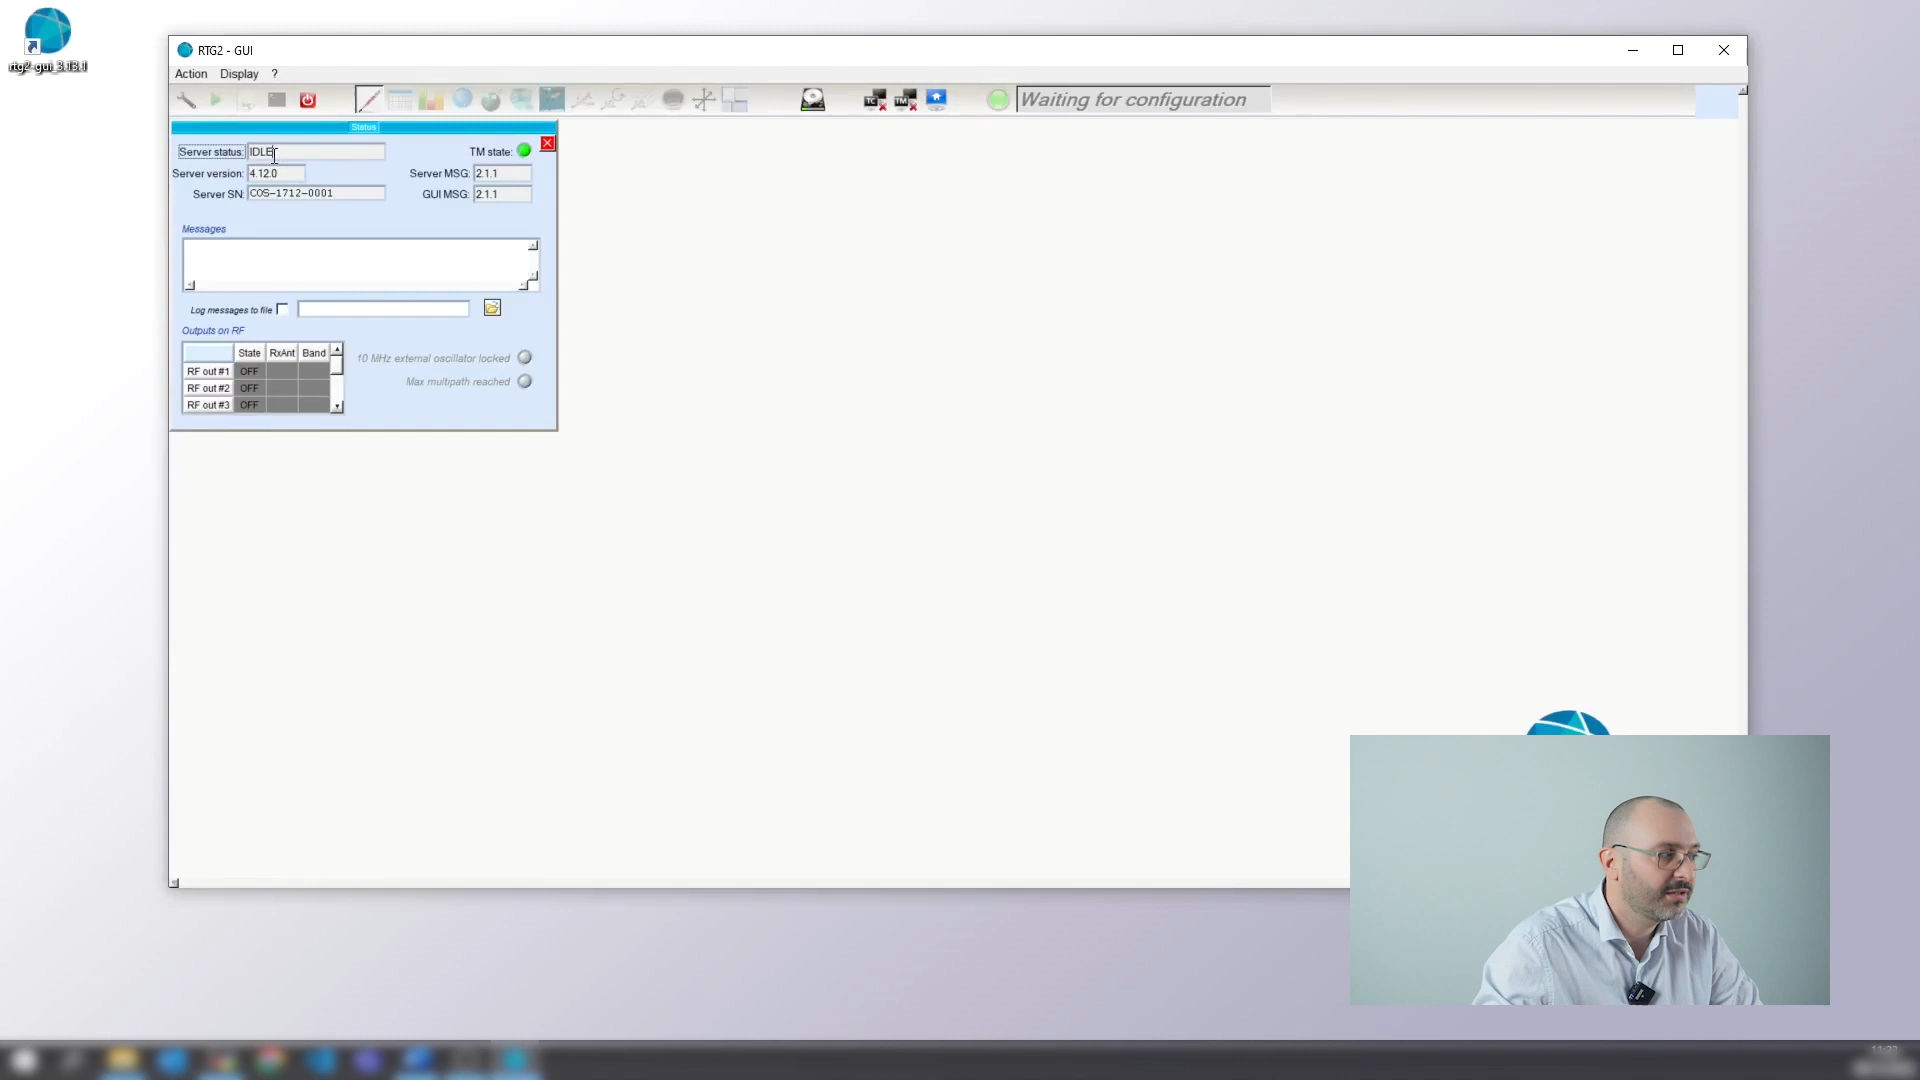 rtg2-gui_3.13.1
RTG2 - GUI
Action Display ?
TC TM Waiting for configuration
Status
Server status: IDLE TM state:
Server version: 4.12.0 Server MSG: 2.1.1
Server SN: COS-1712-0001 GUI MSG: 2.1.1
Messages
Log messages to file
Outputs on RF
State RxAnt Band
RF out #1 OFF 10 MHz external oscillator locked
RF out #2 OFF Max multipath reached
RF out #3 OFF